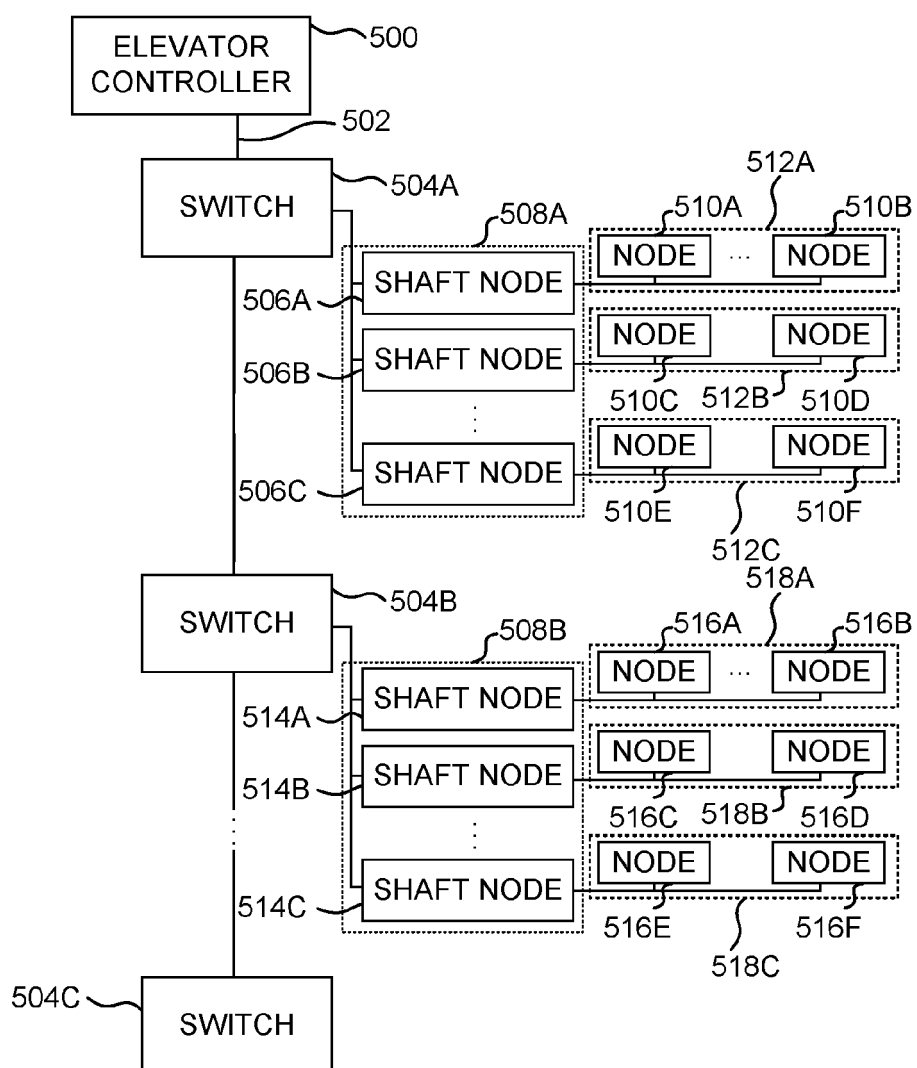 ELEVATOR
CONTROLLER
500
502
SWITCH
504A
512A
510A
510B
508A
NODE
...
NODE
SHAFT NODE
506A
NODE
NODE
SHAFT NODE
506B
510C
512B
510D
NODE
NODE
SHAFT NODE
506C
510E
510F
512C
518A
SWITCH
504B
508B
516A
516B
NODE
...
NODE
SHAFT NODE
514A
NODE
NODE
SHAFT NODE
514B
516C
518B
516D
NODE
NODE
SHAFT NODE
514C
516E
516F
518C
504C
SWITCH